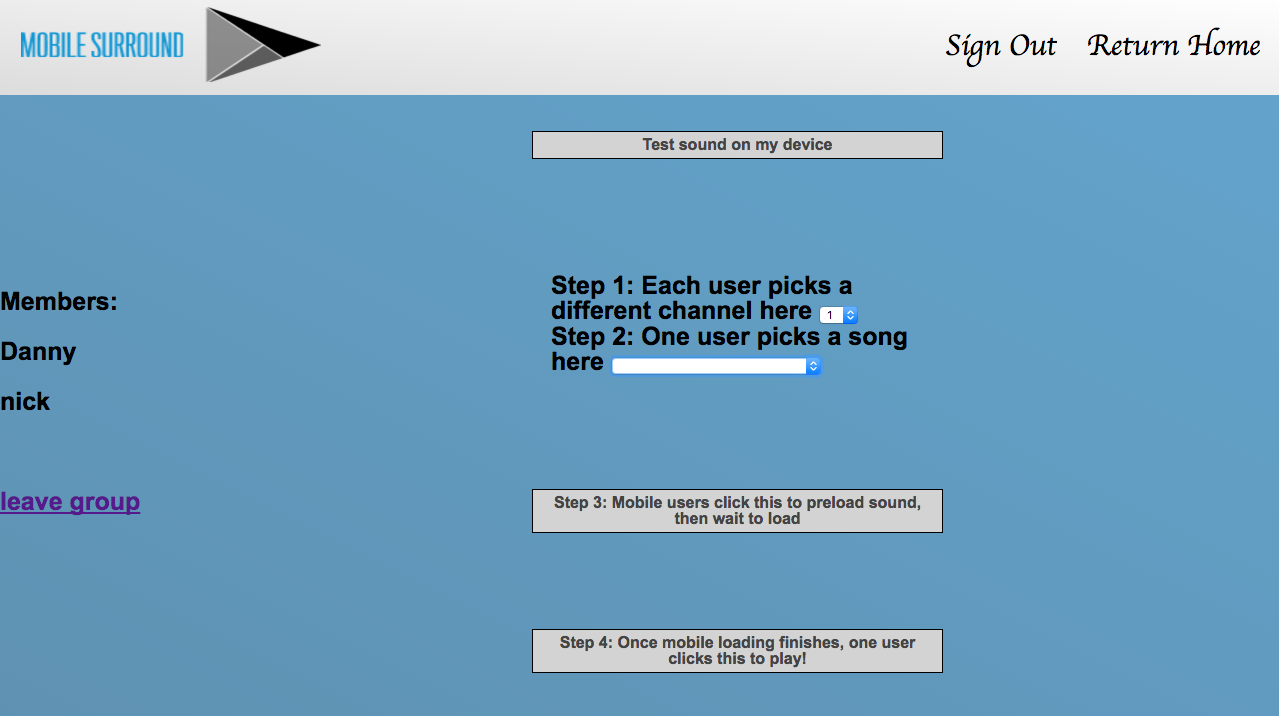 MOBILE SURROUND
Sign Out Return Home
Test sound on my device
Members:
Danny
nick
leave group
Step 1: Each user picks a
different channel here 1
Step 2: One user picks a song
here
Step 3: Mobile users click this to preload sound,
then wait to load
Step 4: Once mobile loading finishes, one user
clicks this to play!